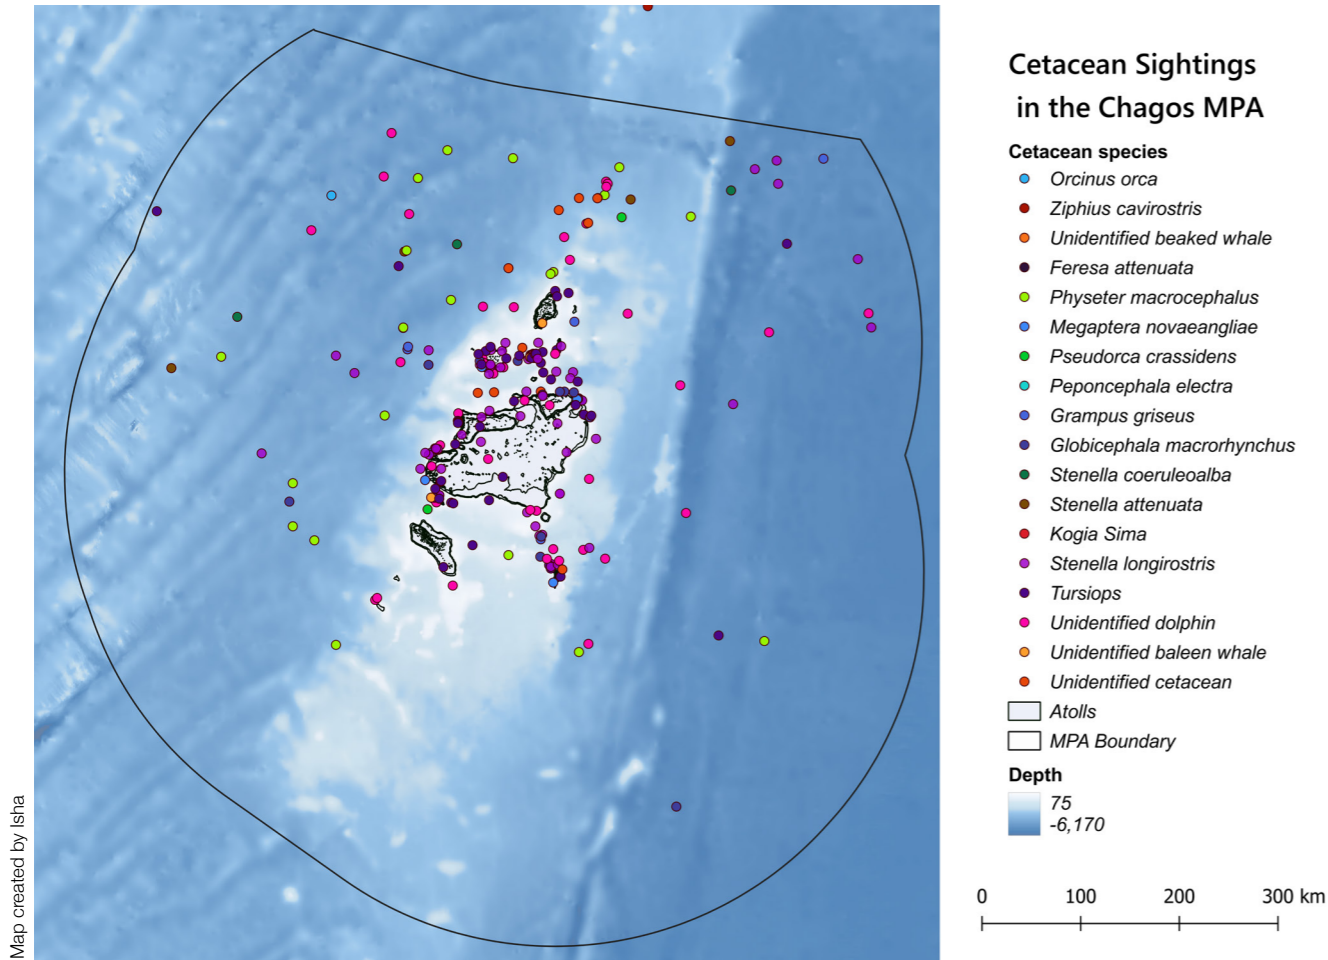 Cetacean Sightings
in the Chagos MPA
Cetacean species
Orcinus orca
Ziphius cavirostris
Unidentified beaked whale
Feresa attenuata
Physeter macrocephalus
Megaptera novaeangliae
Pseudorca crassidens
Peponcephala electra
Grampus griseus
Globicephala macrorhynchus
Stenella coeruleoalba
Stenella attenuata
Kogia Sima
Stenella longirostris
Tursiops
Unidentified dolphin
Unidentified baleen whale
Unidentified cetacean
Atolls
MPA Boundary
Depth
75
-6,170
0 100 200 300 km
Map created by Isha